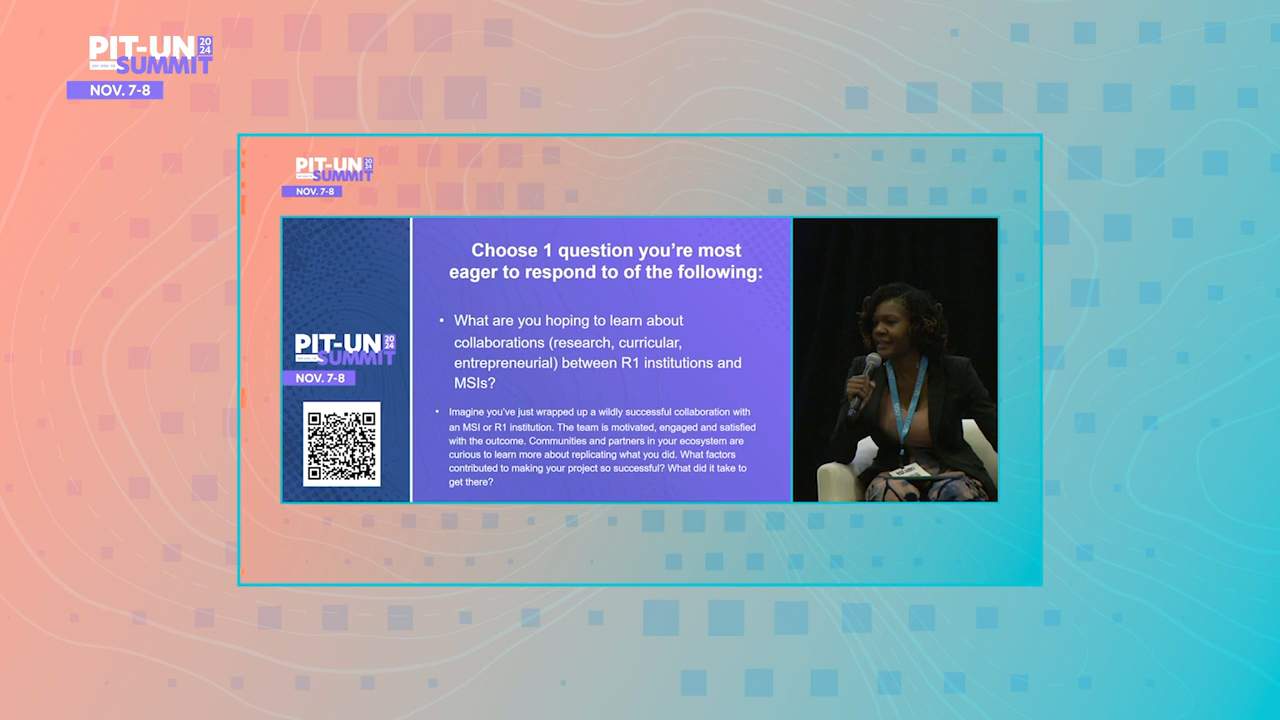 PIT-UN 2024
SUMMIT
NOV. 7-8
PIT-UN 2024
SUMMIT
NOV. 7-8
PIT-UN 2024
SUMMIT
NOV. 7-8
Choose 1 question you’re most
eager to respond to of the following:
• What are you hoping to learn about
collaborations (research, curricular,
entrepreneurial) between R1 institutions and
MSIs?
• Imagine you’ve just wrapped up a wildly successful collaboration with
an MSI or R1 institution. The team is motivated, engaged and satisfied
with the outcome. Communities and partners in your ecosystem are
curious to learn more about replicating what you did. What factors
contributed to making your project so successful? What did it take to
get there?